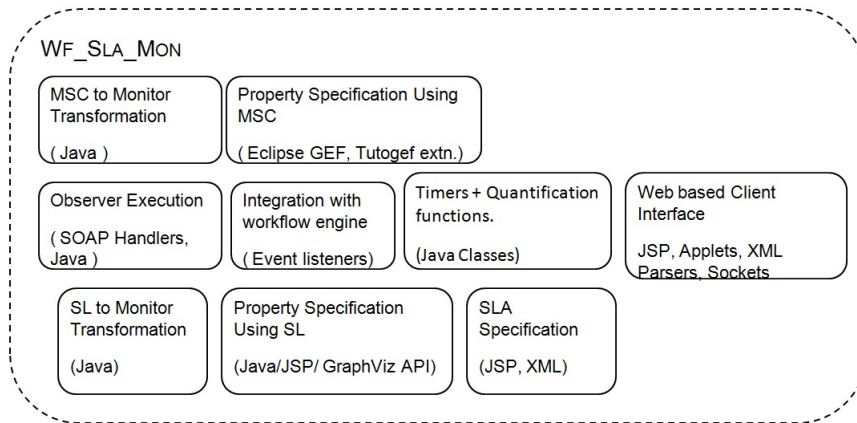 WF_SLA_MON
MSC to Monitor
Transformation
( Java )
Property Specification Using
MSC
( Eclipse GEF, Tutogef extn.)
Observer Execution
( SOAP Handlers,
Java )
Integration with
workflow engine
( Event listeners)
Timers + Quantification
functions.
(Java Classes)
Web based Client
Interface
JSP, Applets, XML
Parsers, Sockets
SL to Monitor
Transformation
(Java)
Property Specification
Using SL
(Java/JSP/ GraphViz API)
SLA
Specification
(JSP, XML)